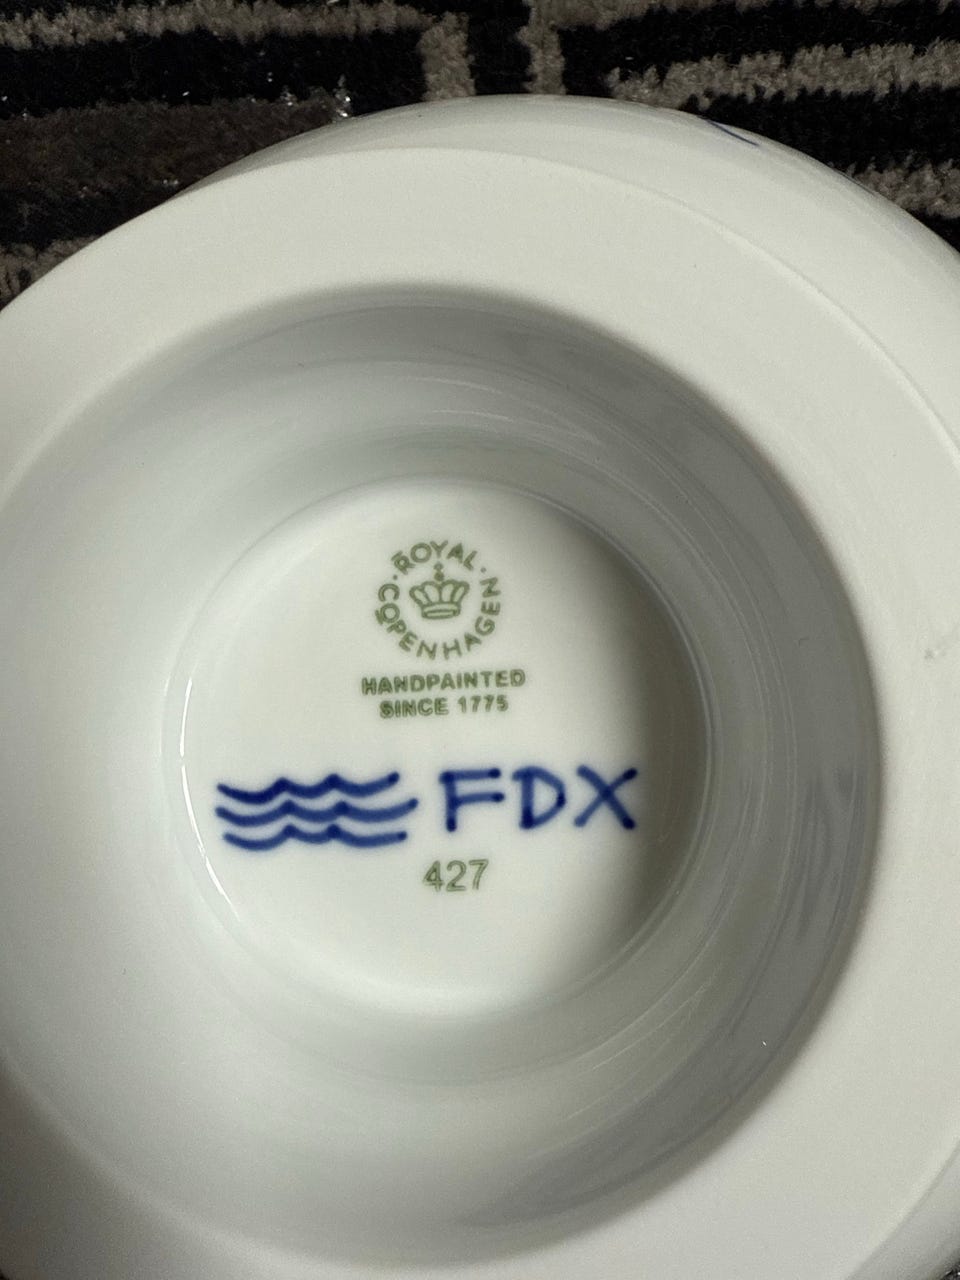 ROYAL · COPENHAGEN ·
HANDPAINTED
SINCE 1775
FDX
427